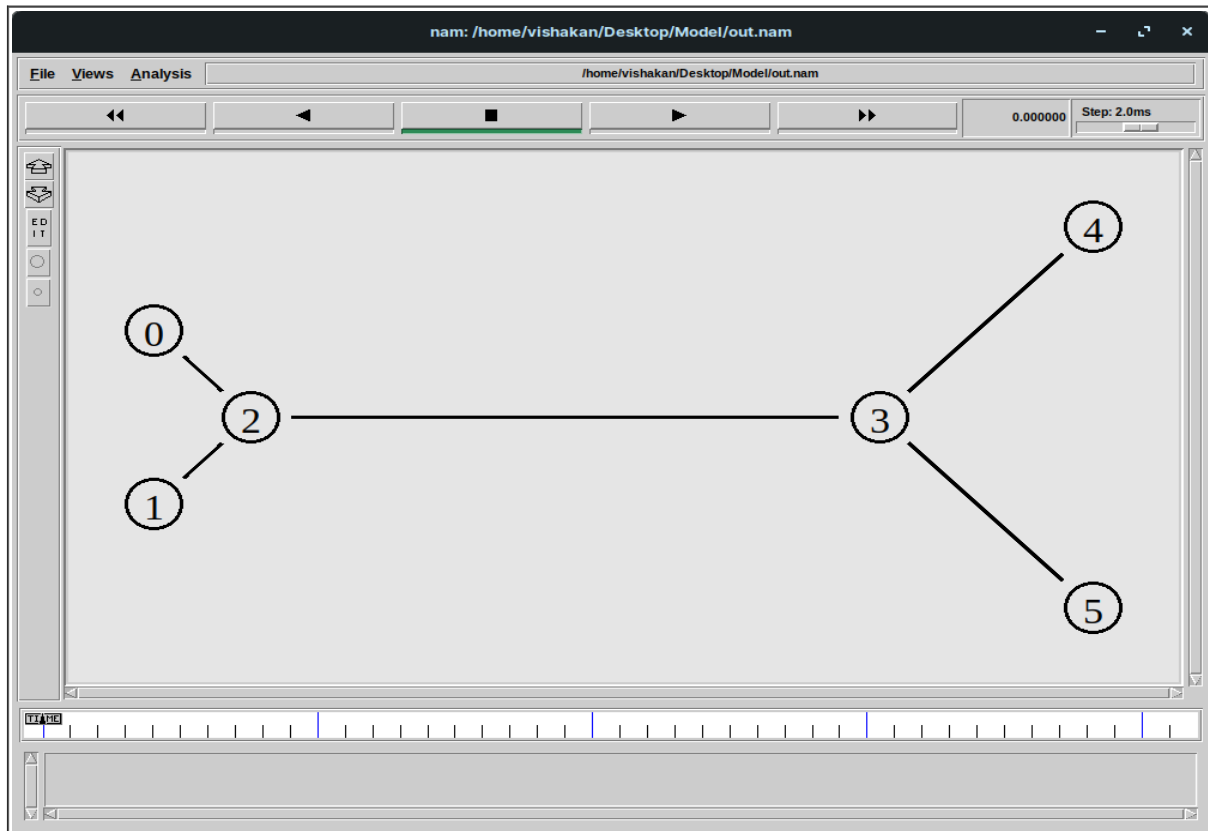 nam: /home/vishakan/Desktop/Model/out.nam
File Views Analysis /home/vishakan/Desktop/Model/out.nam
0.000000 Step: 2.0ms
E D
I T
4
0
2 3
1
5
TIME